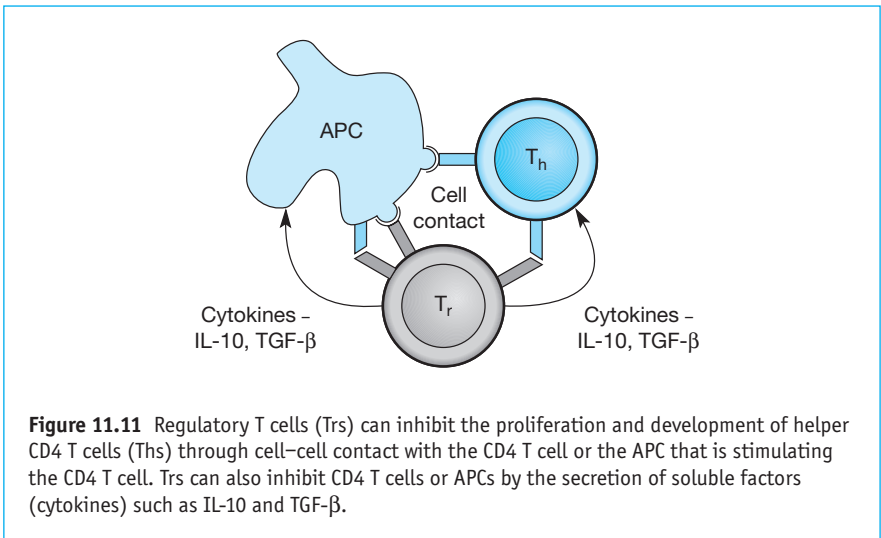 APC
T_h
Cell
contact
T_r
Cytokines –
IL-10, TGF-β
Cytokines –
IL-10, TGF-β
Figure 11.11 Regulatory T cells (Trs) can inhibit the proliferation and development of helper
CD4 T cells (Ths) through cell–cell contact with the CD4 T cell or the APC that is stimulating
the CD4 T cell. Trs can also inhibit CD4 T cells or APCs by the secretion of soluble factors
(cytokines) such as IL-10 and TGF-β.